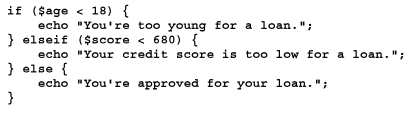 if ($age < 18) {
    echo "You're too young for a loan.";
} elseif ($score < 680) {
    echo "Your credit score is too low for a loan.";
} else {
    echo "You're approved for your loan.";
}